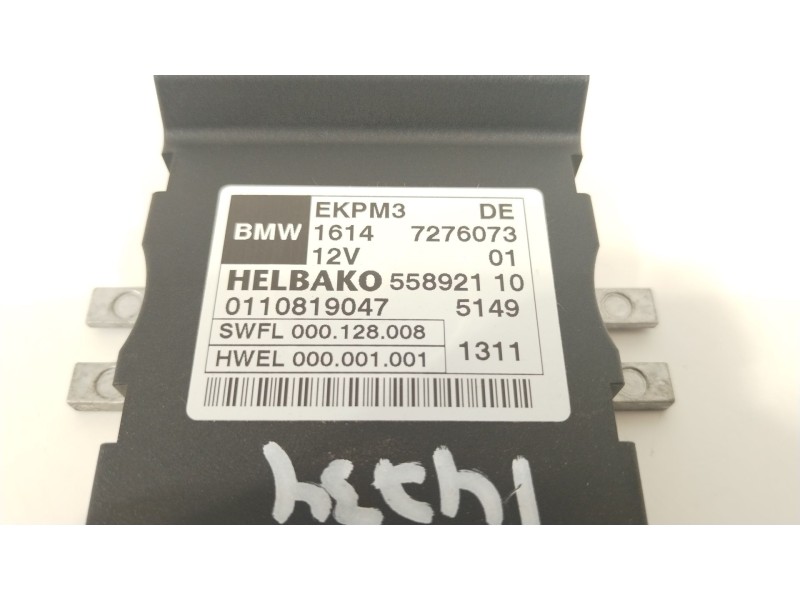 BMW EKPM3 DE
1614 7276073
12V 01
HELBAKO 558921 10
0110819047 5149
SWFL 000.128.008
HWEL 000.001.001 1311